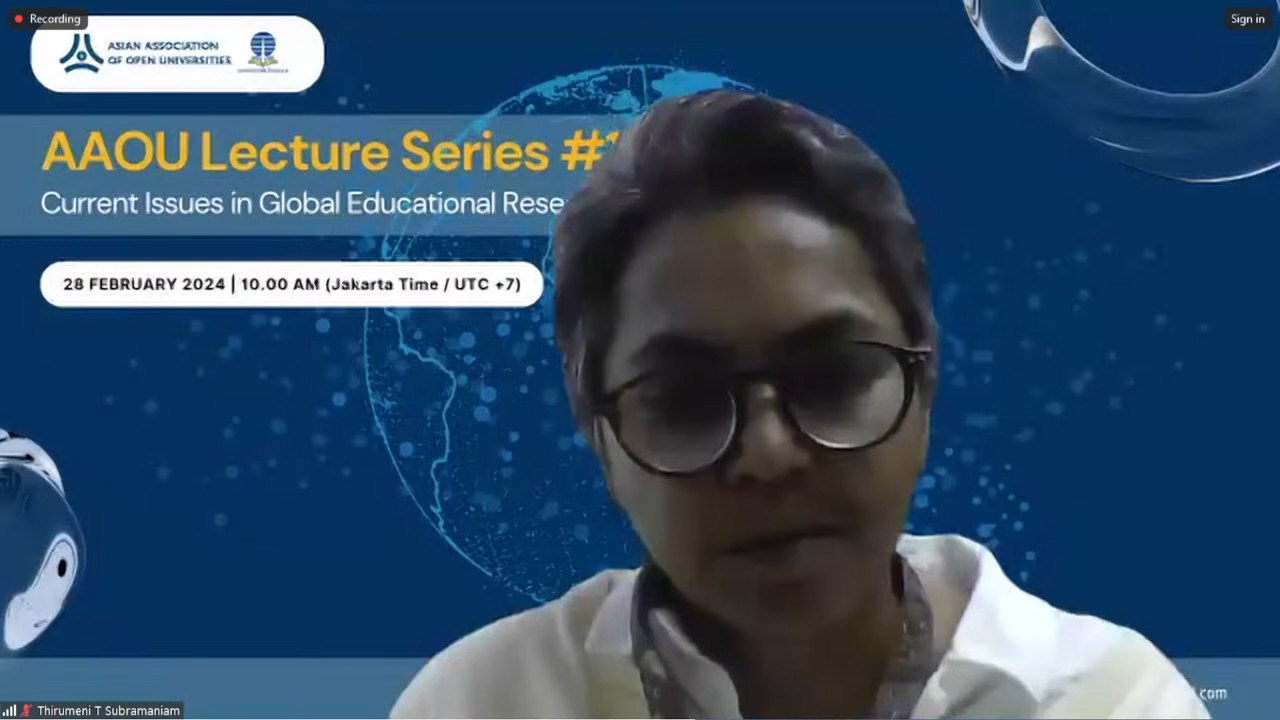 Recording
Sign in
ASIAN ASSOCIATION
OF OPEN UNIVERSITIES
AAOU Lecture Series #1
Current Issues in Global Educational Rese
28 FEBRUARY 2024 | 10.00 AM (Jakarta Time / UTC +7)
.com
Thirumeni T Subramaniam